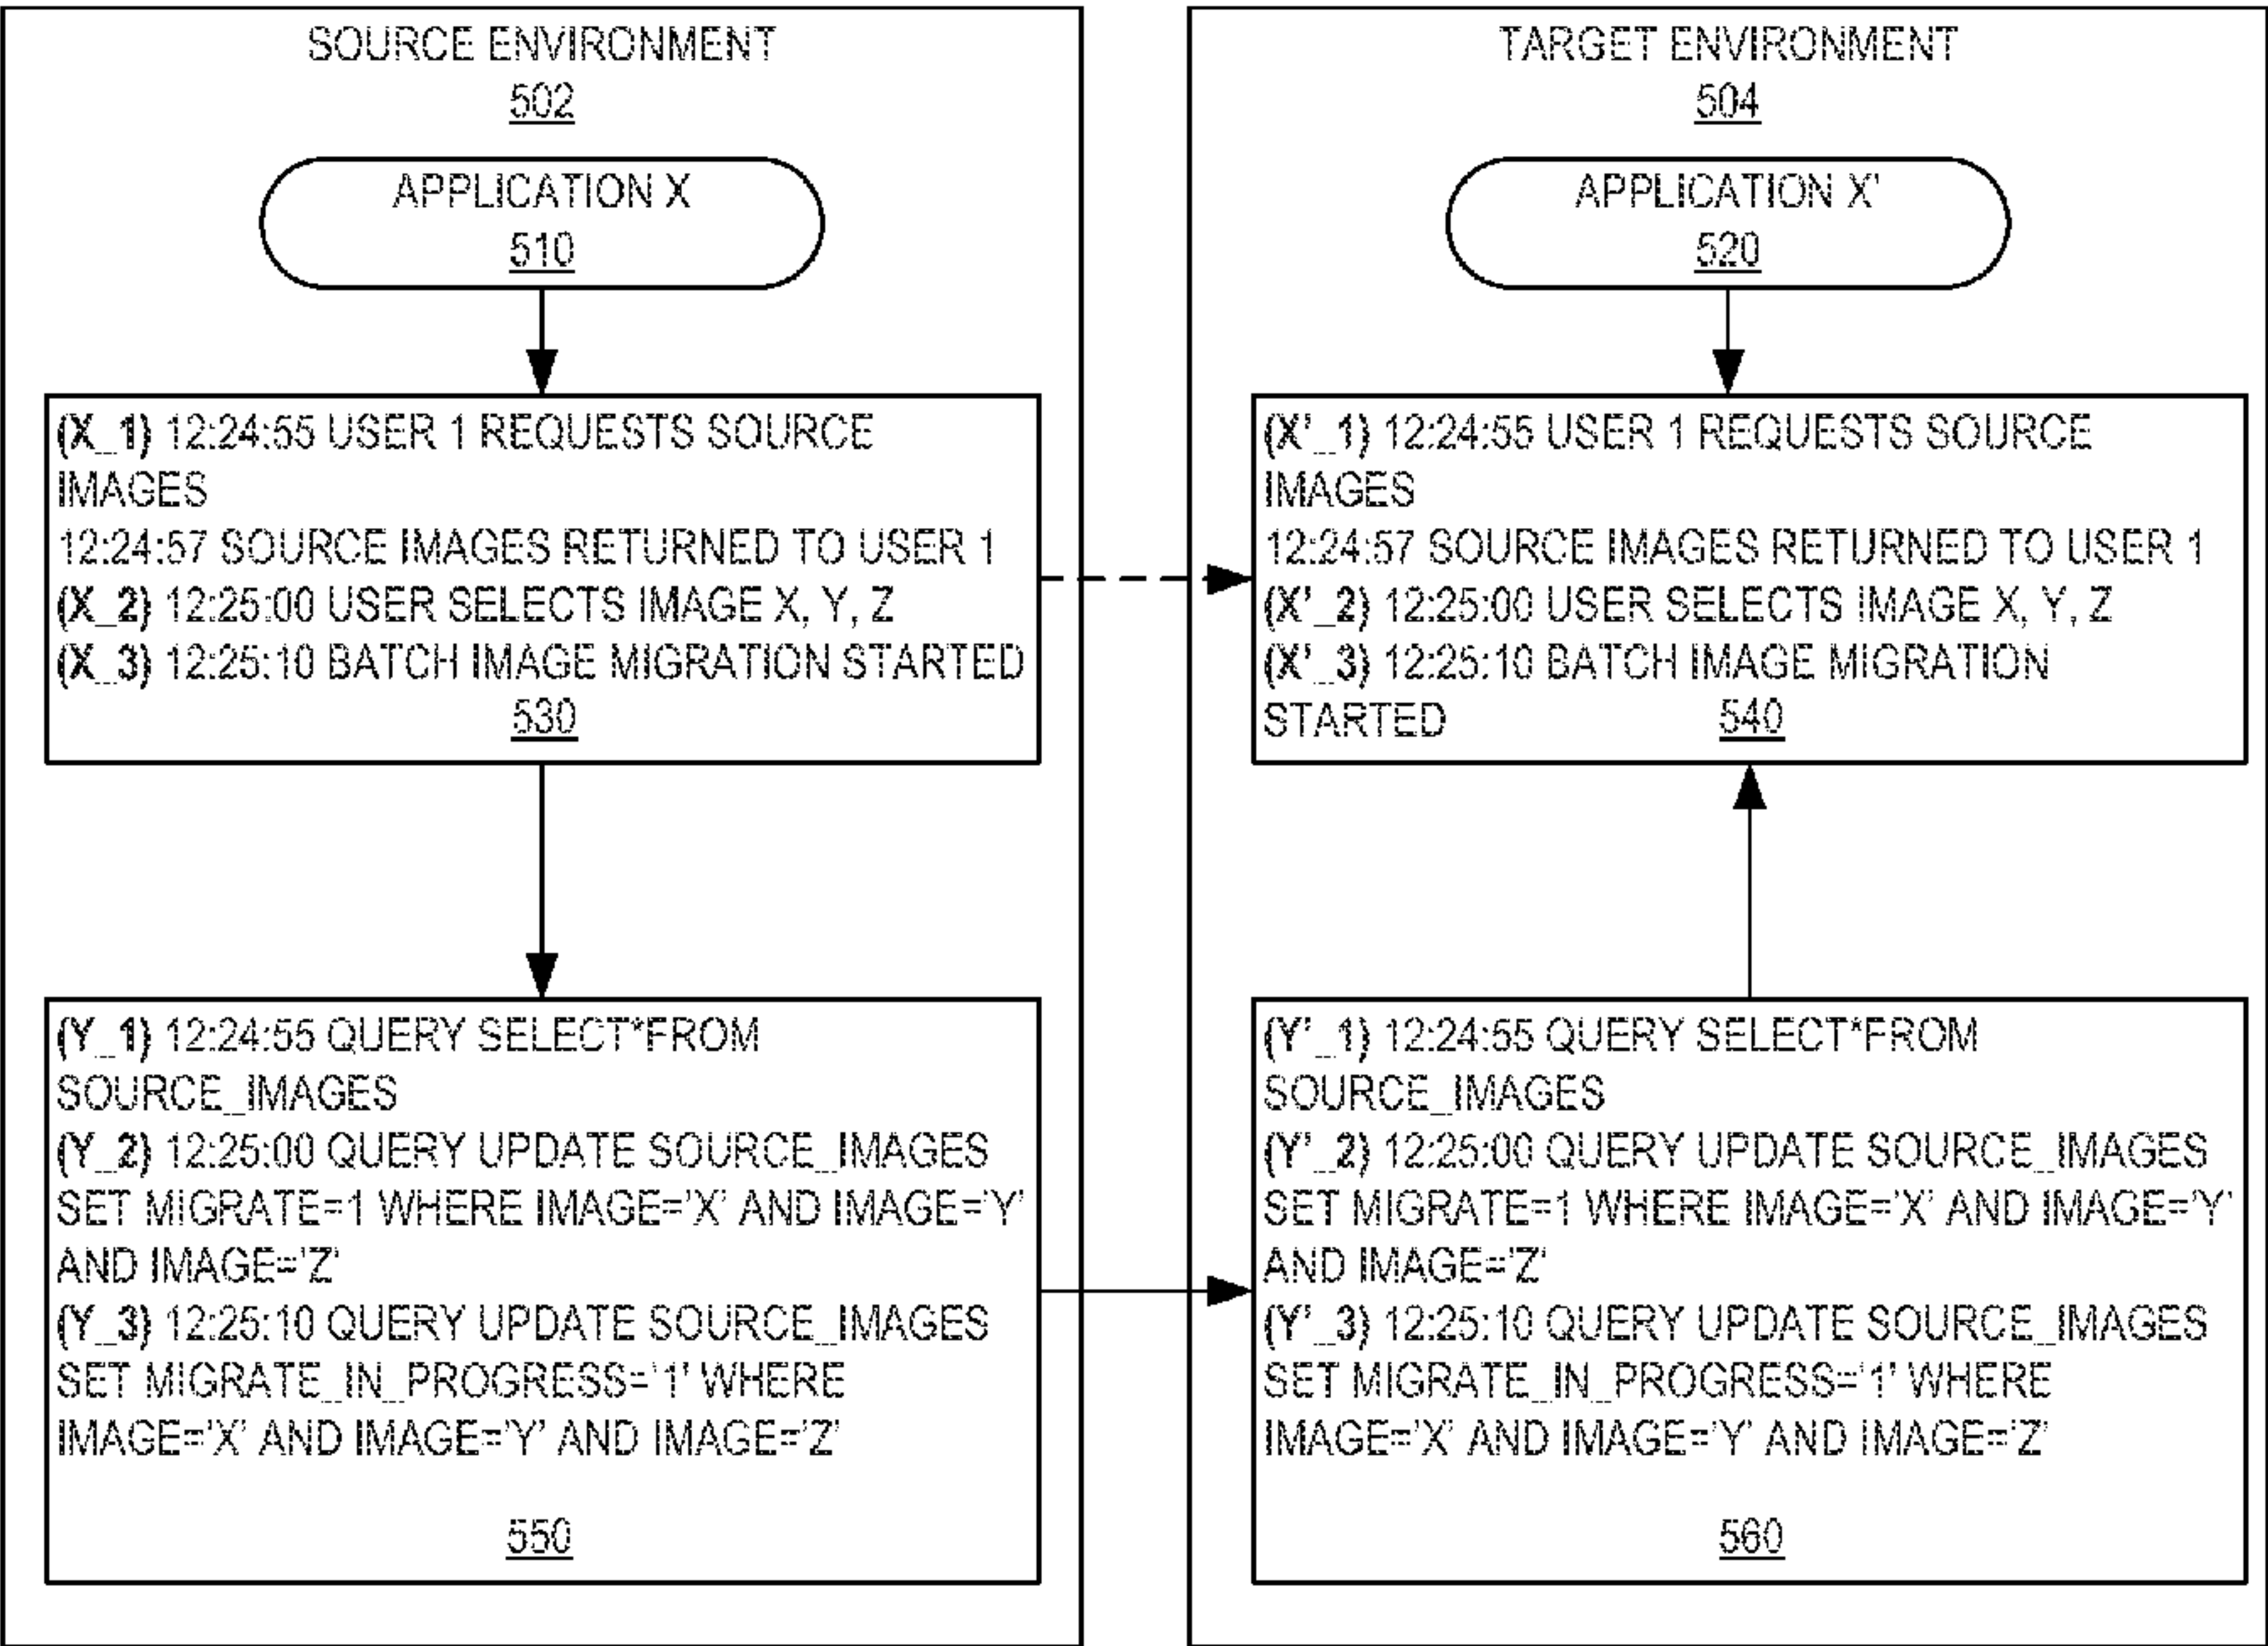 SOURCE ENVIRONMENT
502
APPLICATION X
510
(X_1) 12:24:55 USER 1 REQUESTS SOURCE
IMAGES
12:24:57 SOURCE IMAGES RETURNED TO USER 1
(X_2) 12:25:00 USER SELECTS IMAGE X, Y, Z
(X_3) 12:25:10 BATCH IMAGE MIGRATION STARTED
530
(Y_1) 12:24:55 QUERY SELECT*FROM
SOURCE_IMAGES
(Y_2) 12:25:00 QUERY UPDATE SOURCE_IMAGES
SET MIGRATE=1 WHERE IMAGE='X' AND IMAGE='Y'
AND IMAGE='Z'
(Y_3) 12:25:10 QUERY UPDATE SOURCE_IMAGES
SET MIGRATE_IN_PROGRESS='1' WHERE
IMAGE='X' AND IMAGE='Y' AND IMAGE='Z'
550
TARGET ENVIRONMENT
504
APPLICATION X'
520
(X'_1) 12:24:55 USER 1 REQUESTS SOURCE
IMAGES
12:24:57 SOURCE IMAGES RETURNED TO USER 1
(X'_2) 12:25:00 USER SELECTS IMAGE X, Y, Z
(X'_3) 12:25:10 BATCH IMAGE MIGRATION
STARTED 540
(Y'_1) 12:24:55 QUERY SELECT*FROM
SOURCE_IMAGES
(Y'_2) 12:25:00 QUERY UPDATE SOURCE_IMAGES
SET MIGRATE=1 WHERE IMAGE='X' AND IMAGE='Y'
AND IMAGE='Z'
(Y'_3) 12:25:10 QUERY UPDATE SOURCE_IMAGES
SET MIGRATE_IN_PROGRESS='1' WHERE
IMAGE='X' AND IMAGE='Y' AND IMAGE='Z'
560